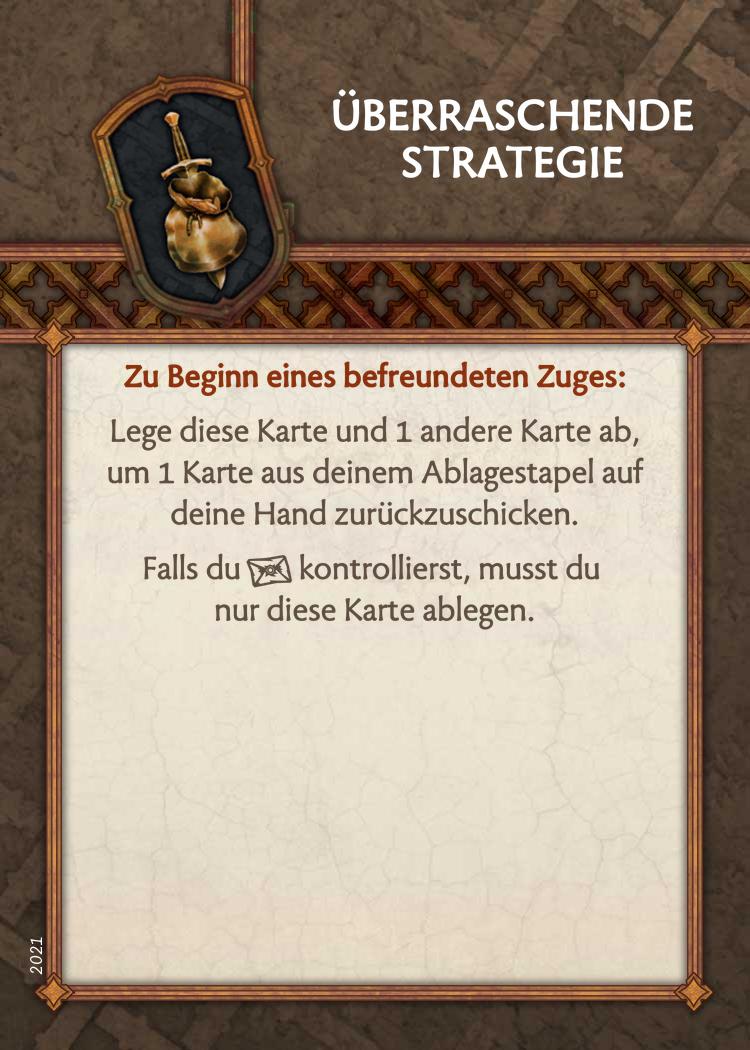 ÜBERRASCHENDE
STRATEGIE
Zu Beginn eines befreundeten Zuges:
Lege diese Karte und 1 andere Karte ab,
um 1 Karte aus deinem Ablagestapel auf
deine Hand zurückzuschicken.
Falls du kontrollierst, musst du
nur diese Karte ablegen.
2021